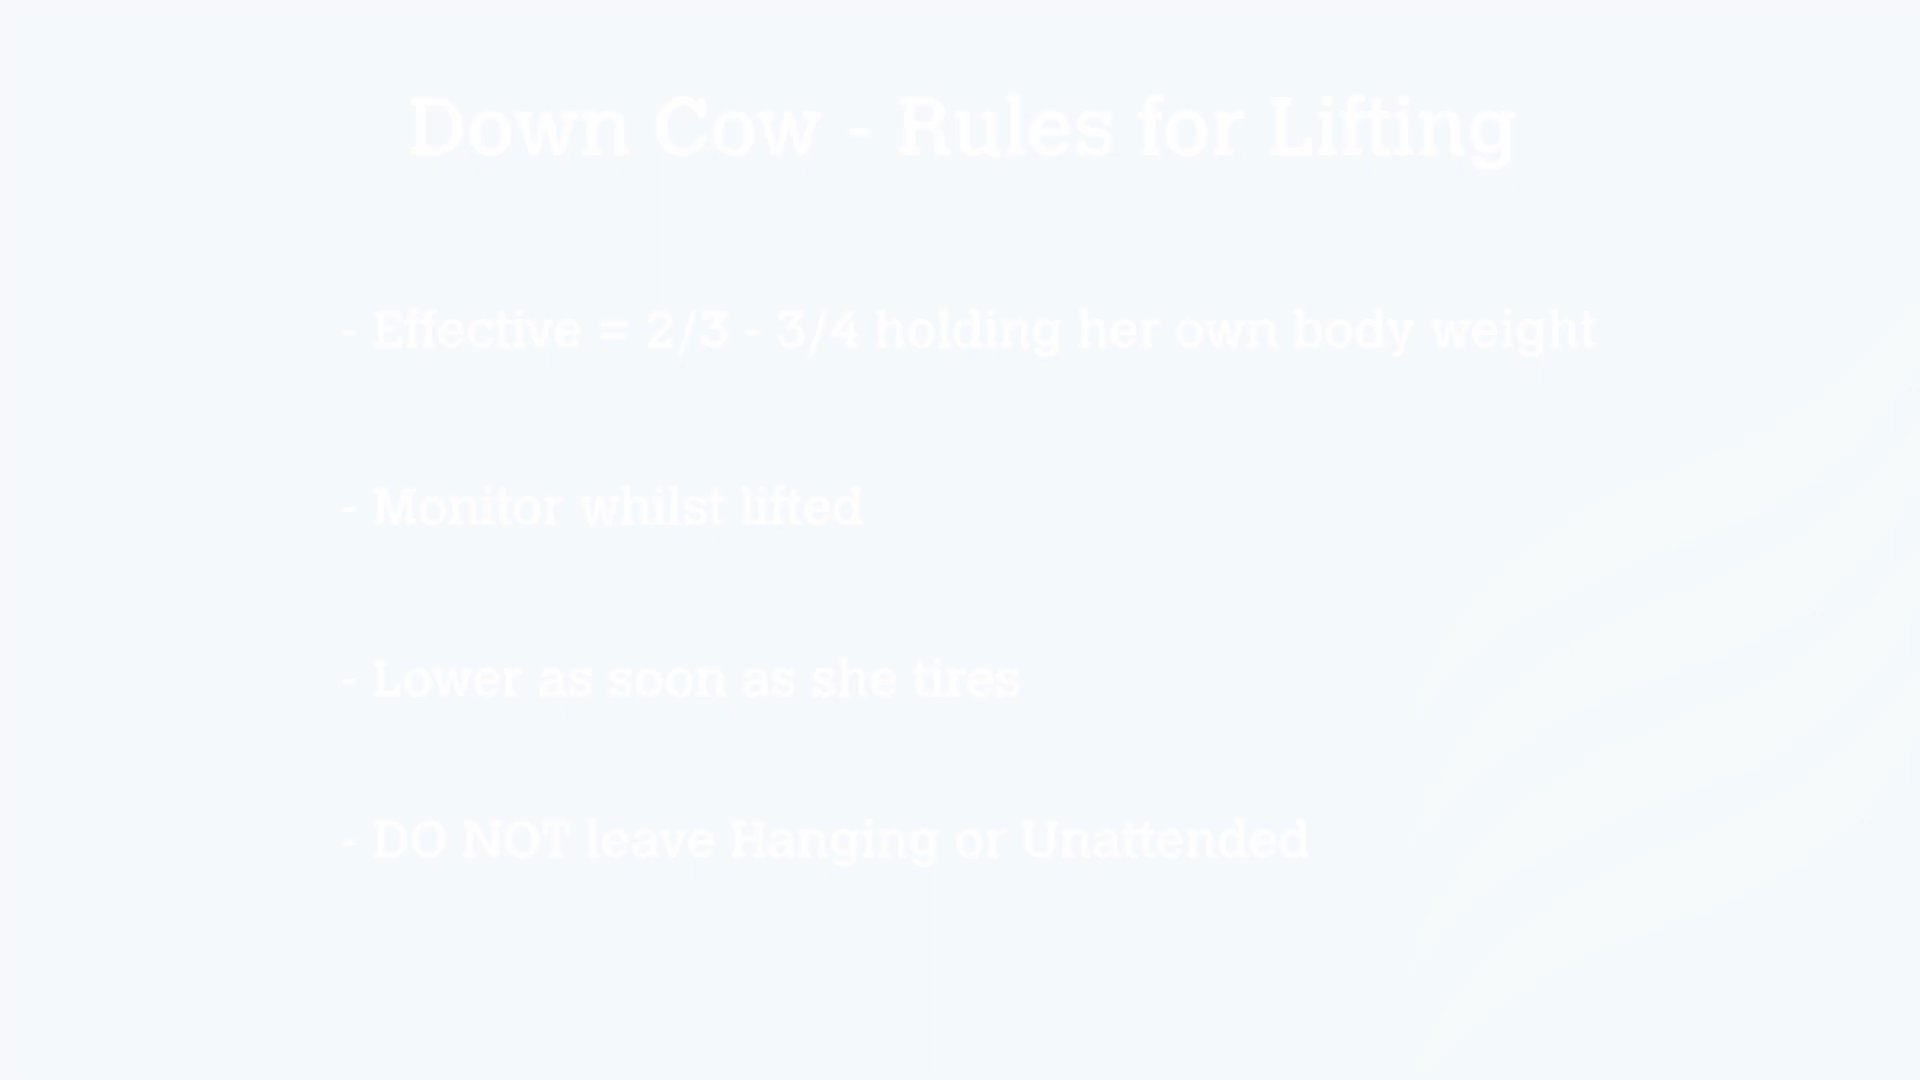 Down Cow - Rules for Lifting
- Effective = 2/3 - 3/4 holding her own body weight
- Monitor whilst lifted
- Lower as soon as she tires
- DO NOT leave Hanging or Unattended